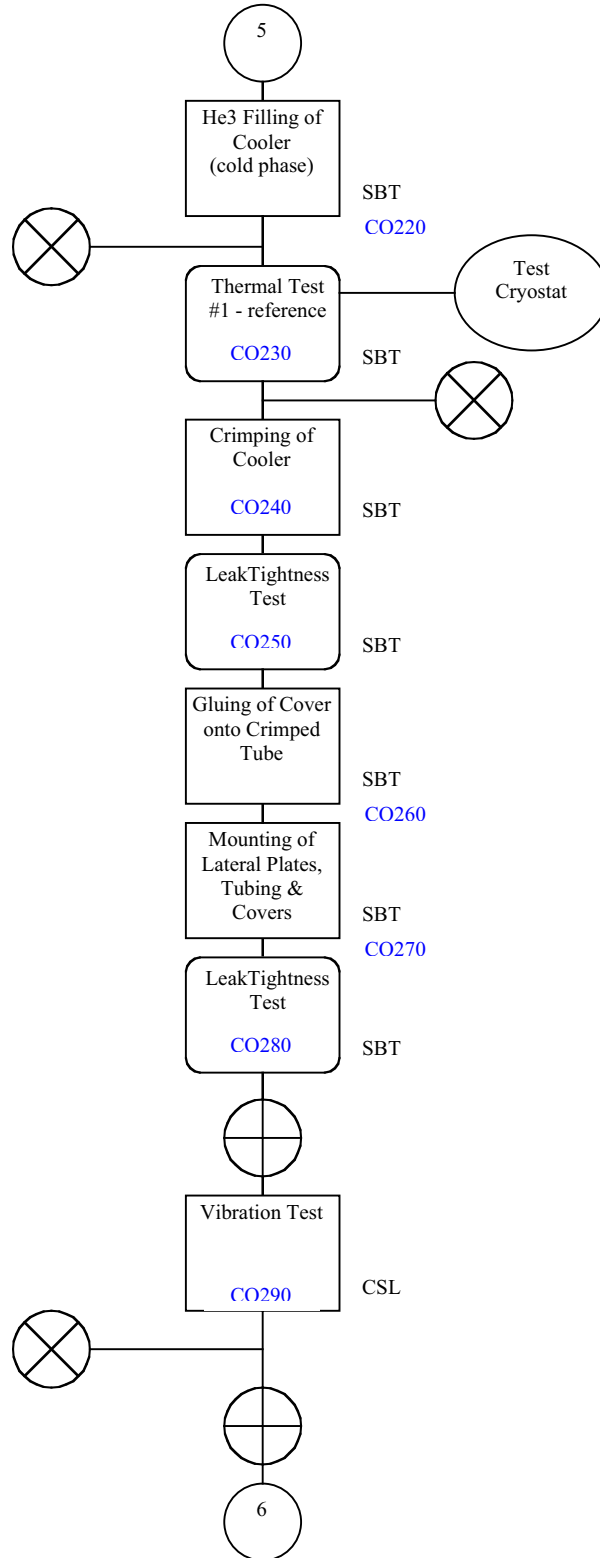 5
He3 Filling of
Cooler
(cold phase)
SBT
CO220
Test
Cryostat
Thermal Test
#1 - reference
CO230
SBT
Crimping of
Cooler
CO240
SBT
LeakTightness
Test
CO250
SBT
Gluing of Cover
onto Crimped
Tube
SBT
CO260
Mounting of
Lateral Plates,
Tubing &
Covers
SBT
CO270
LeakTightness
Test
CO280
SBT
Vibration Test
CO290
CSL
6